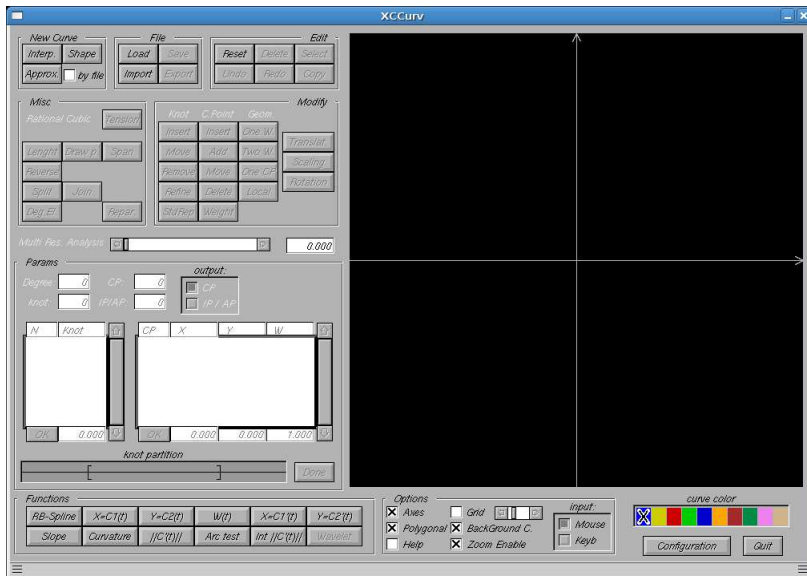 XCCurv
New Curve File Edit
Interp. Shape Load Save Reset Delete Select
Approx. by file Import Export Undo Redo Copy
Misc Modify
Rational Cubic Tension Knot C.Point Geom.
Insert Insert One W.
Lenght Draw p. Span Move Add Two W. Translat.
Reverse Remove Move One CP Scaling
Split Join Refine Delete Local Rotation
Deg.El. Repar. Std.Rep Weight
Multi Res. Analysis 0.000
Params output:
Degree: 0 CP: 0 CP
knot: 0 IP/AP: 0 IP / AP
N Knot CP X Y W
OK 0.000 OK 0.000 0.000 1.000
knot partition
Done
Functions
RB-Spline X=C1(t) Y=C2(t) W(t) X=C1'(t) Y=C2'(t)
Slope Curvature ||C'(t)|| Arc test Int ||C'(t)|| Wavelet
Options input: curve color
Axes Grid Mouse X
Polygonal BackGround C. Keyb
Help Zoom Enable Configuration Quit